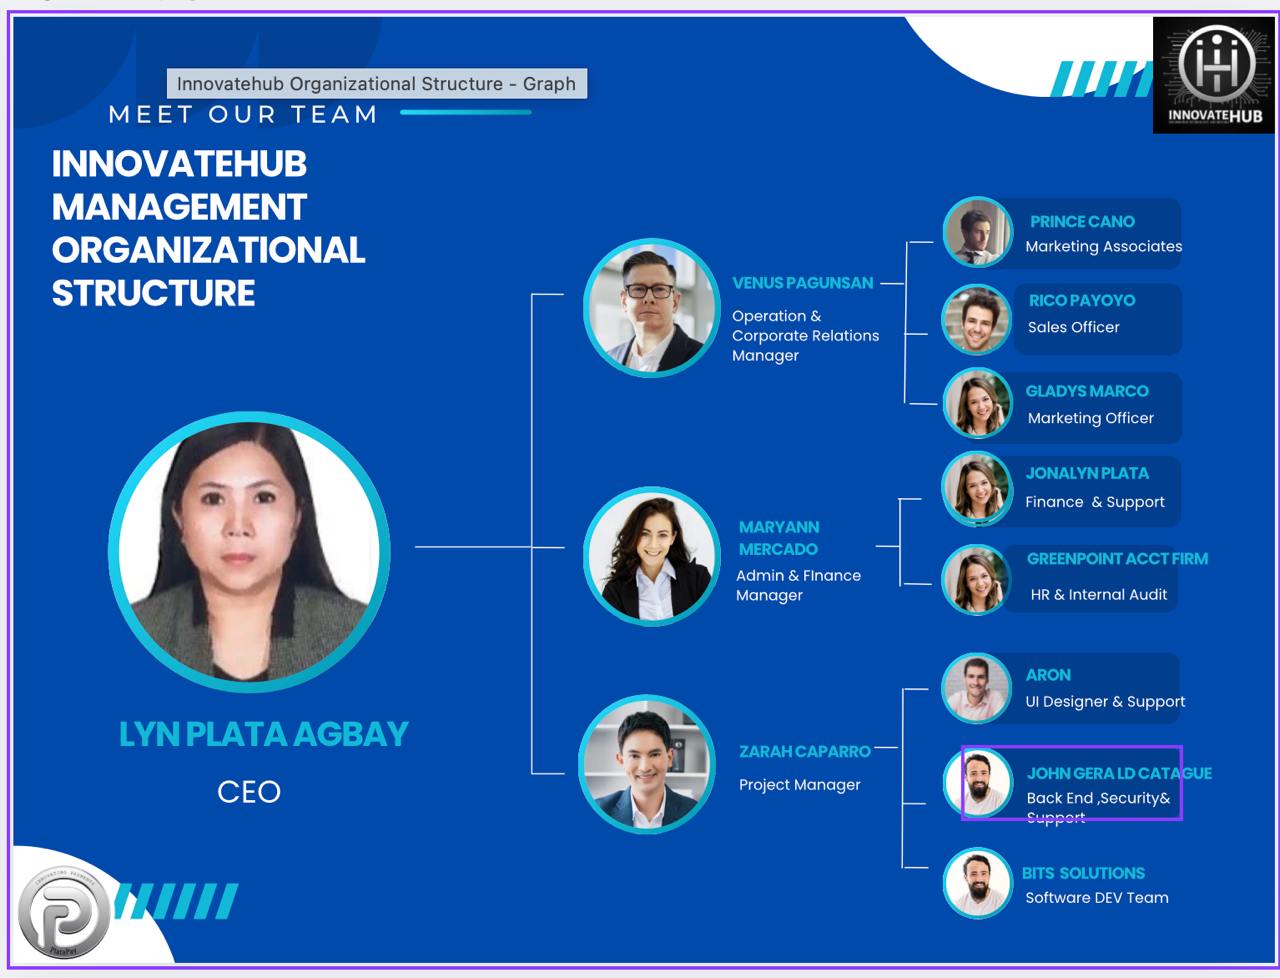 Innovatehub Organizational Structure - Graph
MEET OUR TEAM
INNOVATEHUB
MANAGEMENT
ORGANIZATIONAL
STRUCTURE
INNOVATEHUB
LYN PLATA AGBAY
CEO
VENUS PAGUNSAN
Operation &
Corporate Relations
Manager
PRINCE CANO
Marketing Associates
RICO PAYOYO
Sales Officer
GLADYS MARCO
Marketing Officer
MARYANN
MERCADO
Admin & FInance
Manager
JONALYN PLATA
Finance & Support
GREENPOINT ACCT FIRM
HR & Internal Audit
ZARAH CAPARRO
Project Manager
ARON
UI Designer & Support
JOHN GERA LD CATAGUE
Back End ,Security&
Support
BITS SOLUTIONS
Software DEV Team
INNOVATING PAYMENTS
PlataPay